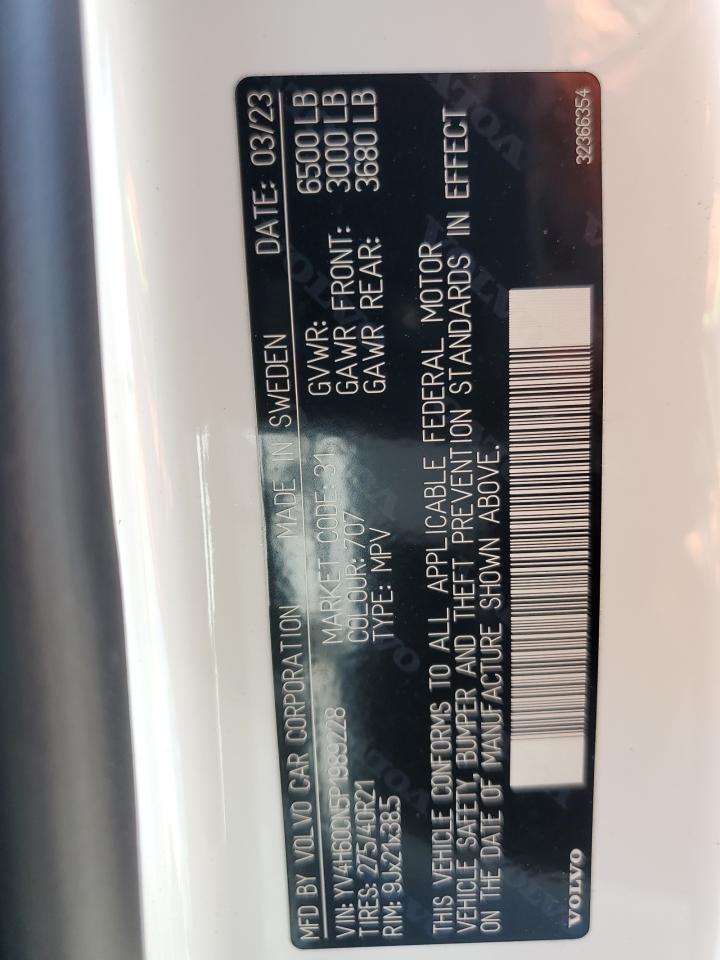 MFD BY VOLVO CAR CORPORATION MADE IN SWEDEN DATE: 03/23
VIN: YV4H60CN5P1989228 MARKET CODE: 31 GVWR: 6500 LB
TIRES: 275/40R21 COLOUR: 707 GAWR FRONT: 3000 LB
RIM: 9Jx21x38.5 TYPE: MPV GAWR REAR: 3680 LB
THIS VEHICLE CONFORMS TO ALL APPLICABLE FEDERAL MOTOR
VEHICLE SAFETY, BUMPER AND THEFT PREVENTION STANDARDS IN EFFECT
ON THE DATE OF MANUFACTURE SHOWN ABOVE.
VOLVO 32366354